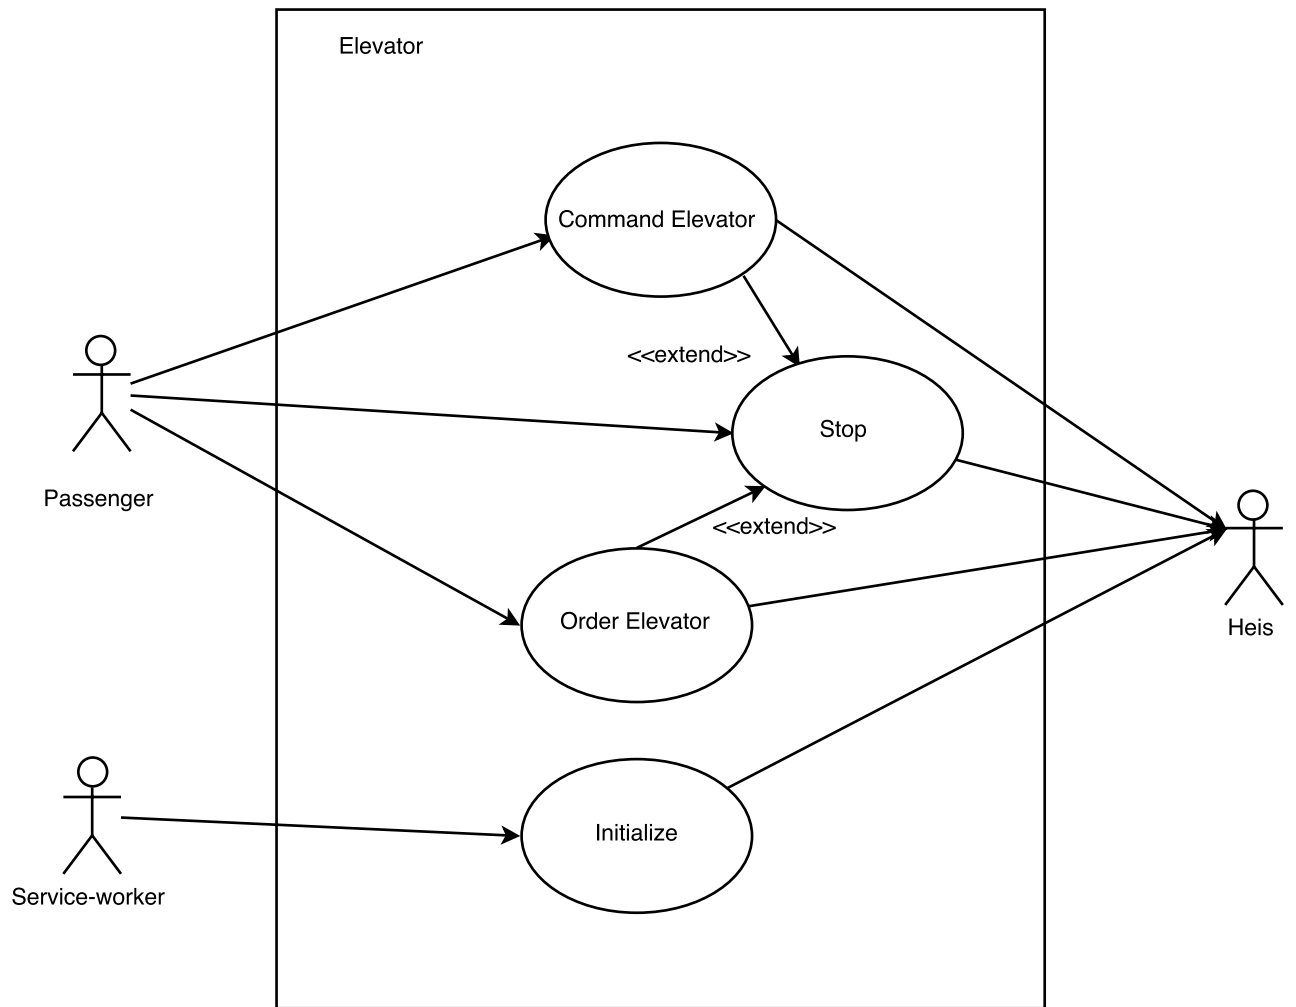 Elevator
Command Elevator
<<extend>>
Stop
Passenger
<<extend>>
Order Elevator
Heis
Initialize
Service-worker